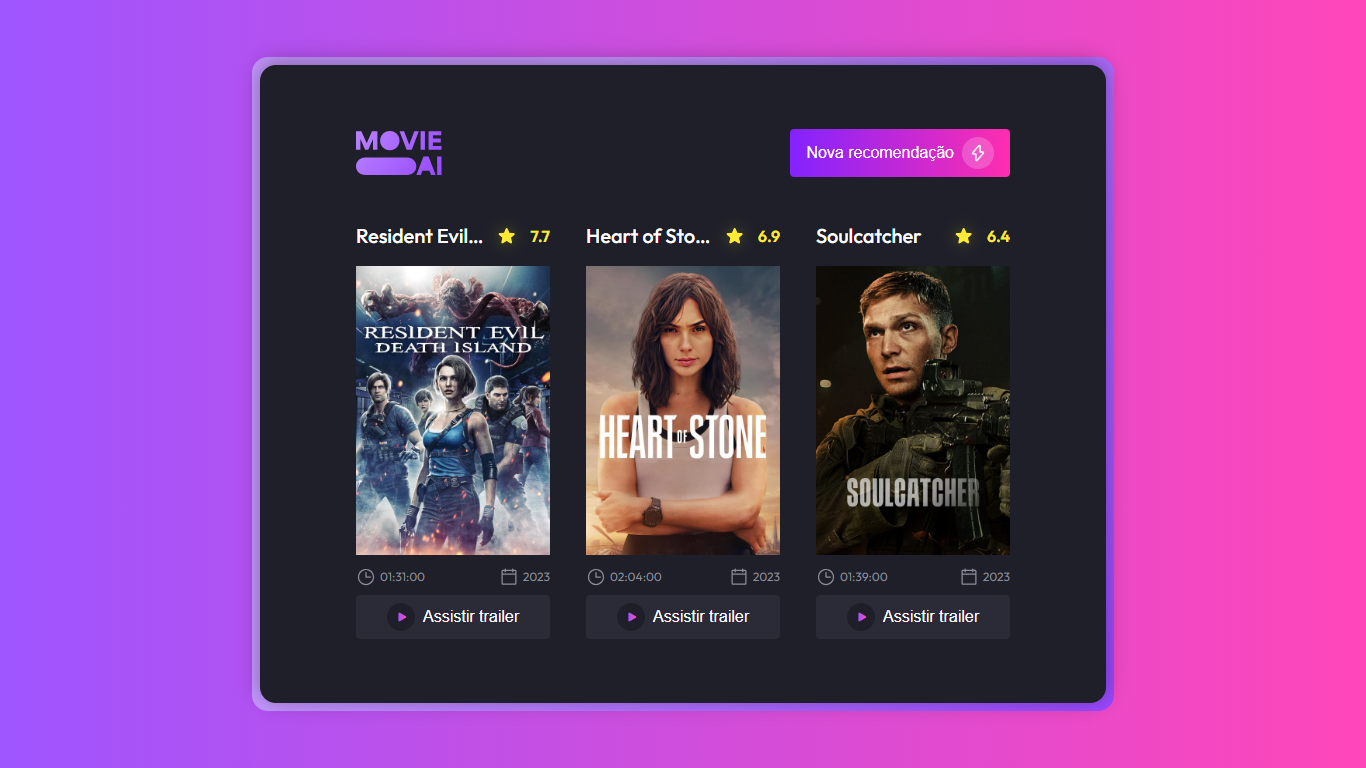 MOVIE
AI
Nova recomendação
Resident Evil... 7.7
Heart of Sto... 6.9
Soulcatcher 6.4
RESIDENT EVIL
DEATH ISLAND
HEART OF STONE
SOULCATCHER
01:31:00 2023
02:04:00 2023
01:39:00 2023
Assistir trailer
Assistir trailer
Assistir trailer